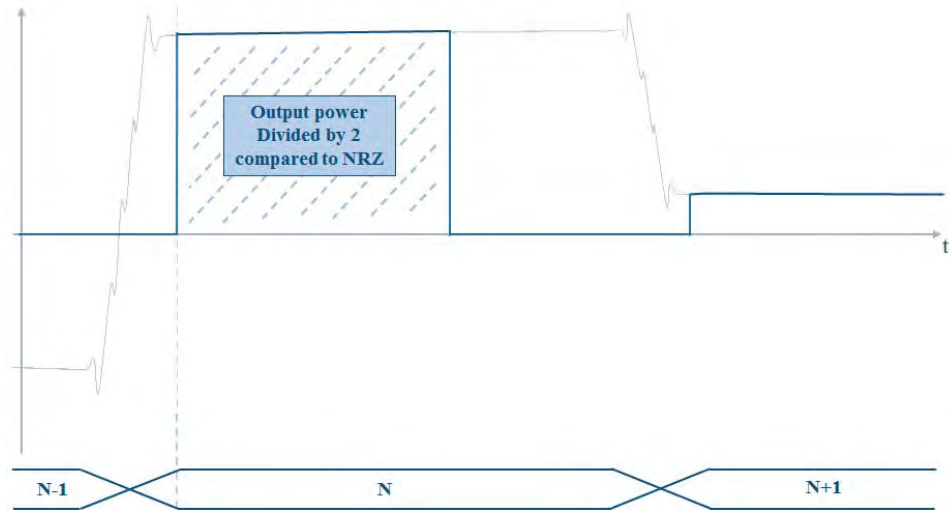 Output power
Divided by 2
compared to NRZ
t
N-1
N
N+1